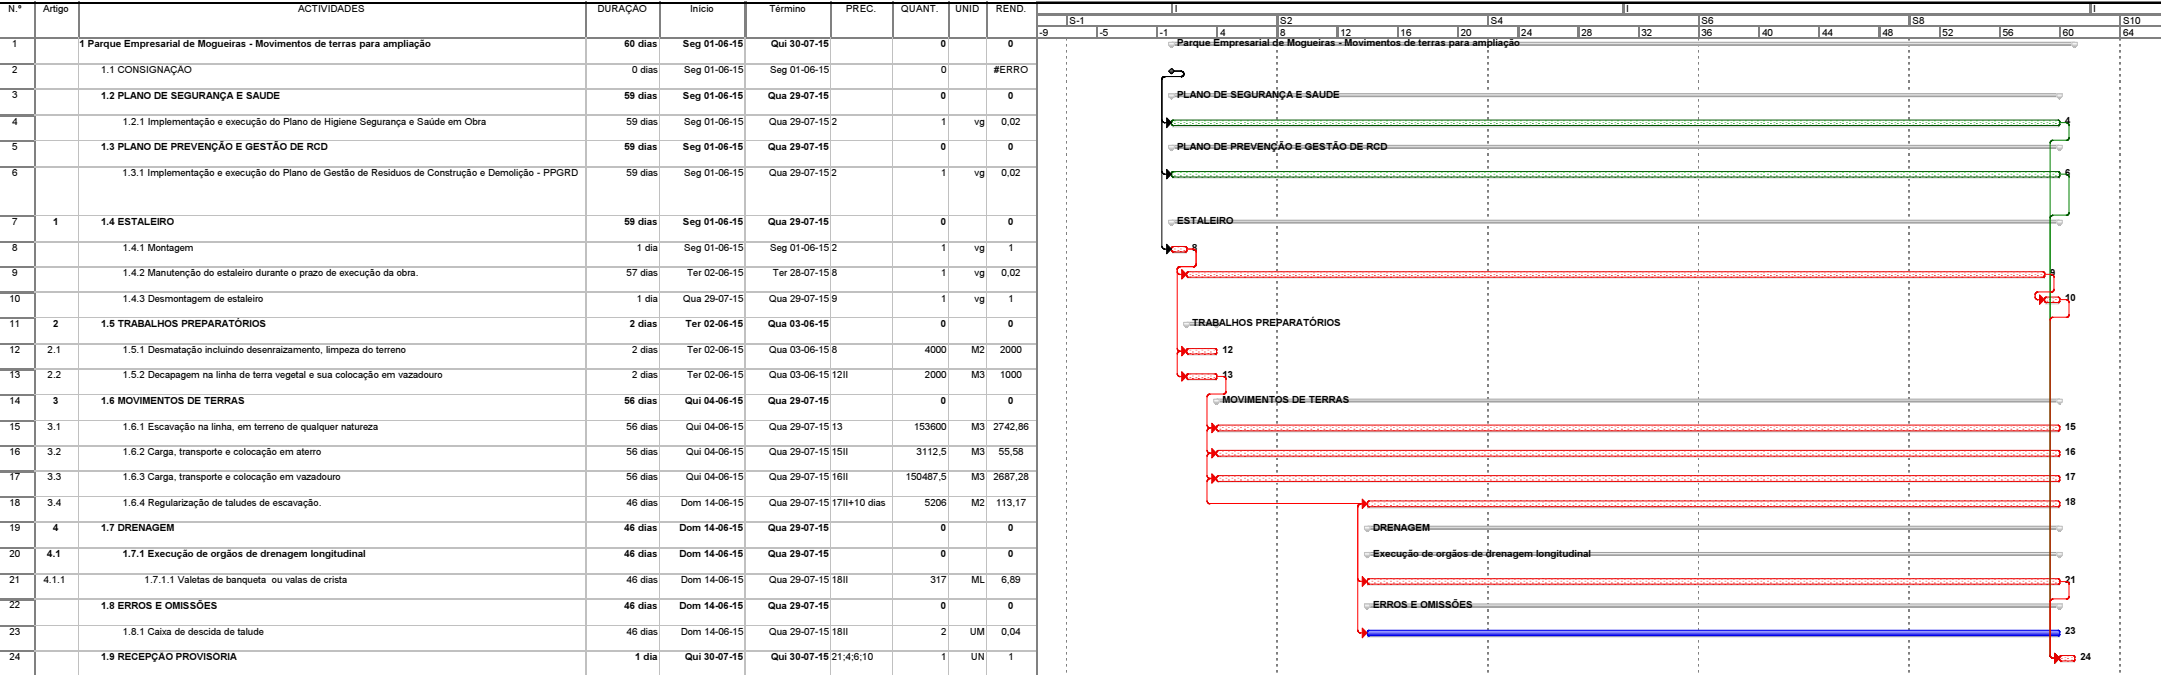 N.º Artigo ACTIVIDADES DURAÇÃO Início Término PREC. QUANT. UNID REND.
I I I
S-1 S2 S4 S6 S8 S10
-9 -5 -1 4 8 12 16 20 24 28 32 36 40 44 48 52 56 60 64
1 1 Parque Empresarial de Mogueiras - Movimentos de terras para ampliação 60 dias Seg 01-06-15 Qui 30-07-15 0 0 Parque Empresarial de Mogueiras - Movimentos de terras para ampliação
2 1.1 CONSIGNAÇAO 0 dias Seg 01-06-15 Seg 01-06-15 0 #ERRO
3 1.2 PLANO DE SEGURANÇA E SAUDE 59 dias Seg 01-06-15 Qua 29-07-15 0 0 PLANO DE SEGURANÇA E SAUDE
4 1.2.1 Implementação e execução do Plano de Higiene Segurança e Saúde em Obra 59 dias Seg 01-06-15 Qua 29-07-15 2 1 vg 0,02 4
5 1.3 PLANO DE PREVENÇÃO E GESTÃO DE RCD 59 dias Seg 01-06-15 Qua 29-07-15 0 0 PLANO DE PREVENÇÃO E GESTÃO DE RCD
6 1.3.1 Implementação e execução do Plano de Gestão de Residuos de Construção e Demolição - PPGRD 59 dias Seg 01-06-15 Qua 29-07-15 2 1 vg 0,02 6
7 1 1.4 ESTALEIRO 59 dias Seg 01-06-15 Qua 29-07-15 0 0 ESTALEIRO
8 1.4.1 Montagem 1 dia Seg 01-06-15 Seg 01-06-15 2 1 vg 1 8
9 1.4.2 Manutenção do estaleiro durante o prazo de execução da obra. 57 dias Ter 02-06-15 Ter 28-07-15 8 1 vg 0,02 9
10 1.4.3 Desmontagem de estaleiro 1 dia Qua 29-07-15 Qua 29-07-15 9 1 vg 1 10
11 2 1.5 TRABALHOS PREPARATÓRIOS 2 dias Ter 02-06-15 Qua 03-06-15 0 0 TRABALHOS PREPARATÓRIOS
12 2.1 1.5.1 Desmatação incluindo desenraizamento, limpeza do terreno 2 dias Ter 02-06-15 Qua 03-06-15 8 4000 M2 2000 12
13 2.2 1.5.2 Decapagem na linha de terra vegetal e sua colocação em vazadouro 2 dias Ter 02-06-15 Qua 03-06-15 12II 2000 M3 1000 13
14 3 1.6 MOVIMENTOS DE TERRAS 56 dias Qui 04-06-15 Qua 29-07-15 0 0 MOVIMENTOS DE TERRAS
15 3.1 1.6.1 Escavação na linha, em terreno de qualquer natureza 56 dias Qui 04-06-15 Qua 29-07-15 13 153600 M3 2742,86 15
16 3.2 1.6.2 Carga, transporte e colocação em aterro 56 dias Qui 04-06-15 Qua 29-07-15 15II 3112,5 M3 55,58 16
17 3.3 1.6.3 Carga, transporte e colocação em vazadouro 56 dias Qui 04-06-15 Qua 29-07-15 16II 150487,5 M3 2687,28 17
18 3.4 1.6.4 Regularização de taludes de escavação. 46 dias Dom 14-06-15 Qua 29-07-15 17II+10 dias 5206 M2 113,17 18
19 4 1.7 DRENAGEM 46 dias Dom 14-06-15 Qua 29-07-15 0 0 DRENAGEM
20 4.1 1.7.1 Execução de orgãos de drenagem longitudinal 46 dias Dom 14-06-15 Qua 29-07-15 0 0 Execução de orgãos de drenagem longitudinal
21 4.1.1 1.7.1.1 Valetas de banqueta ou valas de crista 46 dias Dom 14-06-15 Qua 29-07-15 18II 317 ML 6,89 21
22 1.8 ERROS E OMISSÕES 46 dias Dom 14-06-15 Qua 29-07-15 0 0 ERROS E OMISSÕES
23 1.8.1 Caixa de descida de talude 46 dias Dom 14-06-15 Qua 29-07-15 18II 2 UM 0,04 23
24 1.9 RECEPÇÃO PROVISORIA 1 dia Qui 30-07-15 Qui 30-07-15 21;4;6;10 1 UN 1 24